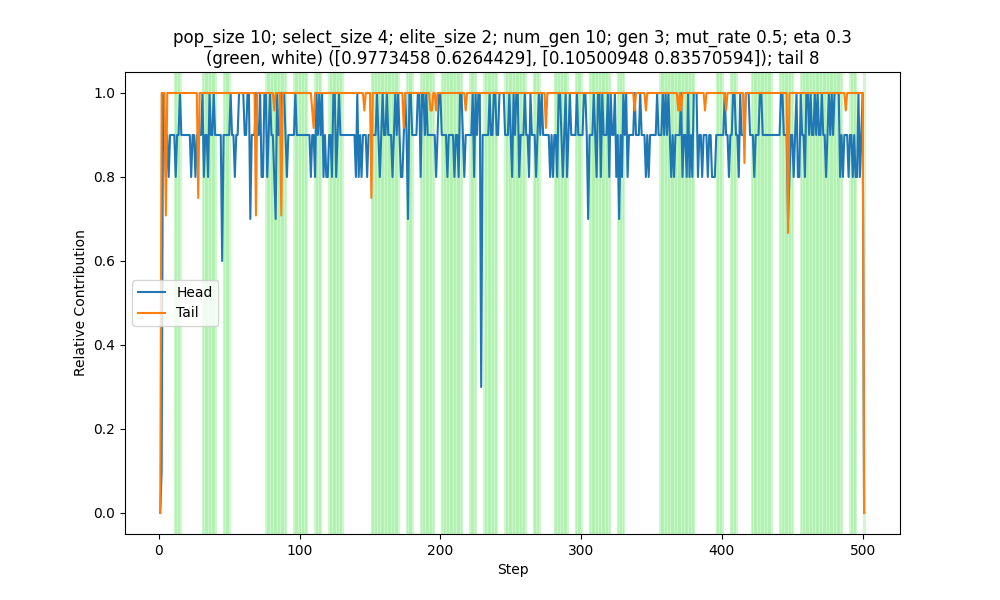 pop_size 10; select_size 4; elite_size 2; num_gen 10; gen 3; mut_rate 0.5; eta 0.3
(green, white) ([0.9773458 0.6264429], [0.10500948 0.83570594]); tail 8
1.0
0.8
0.6
0.4
0.2
0.0
Relative Contribution
Head
Tail
0
100
200
300
400
500
Step